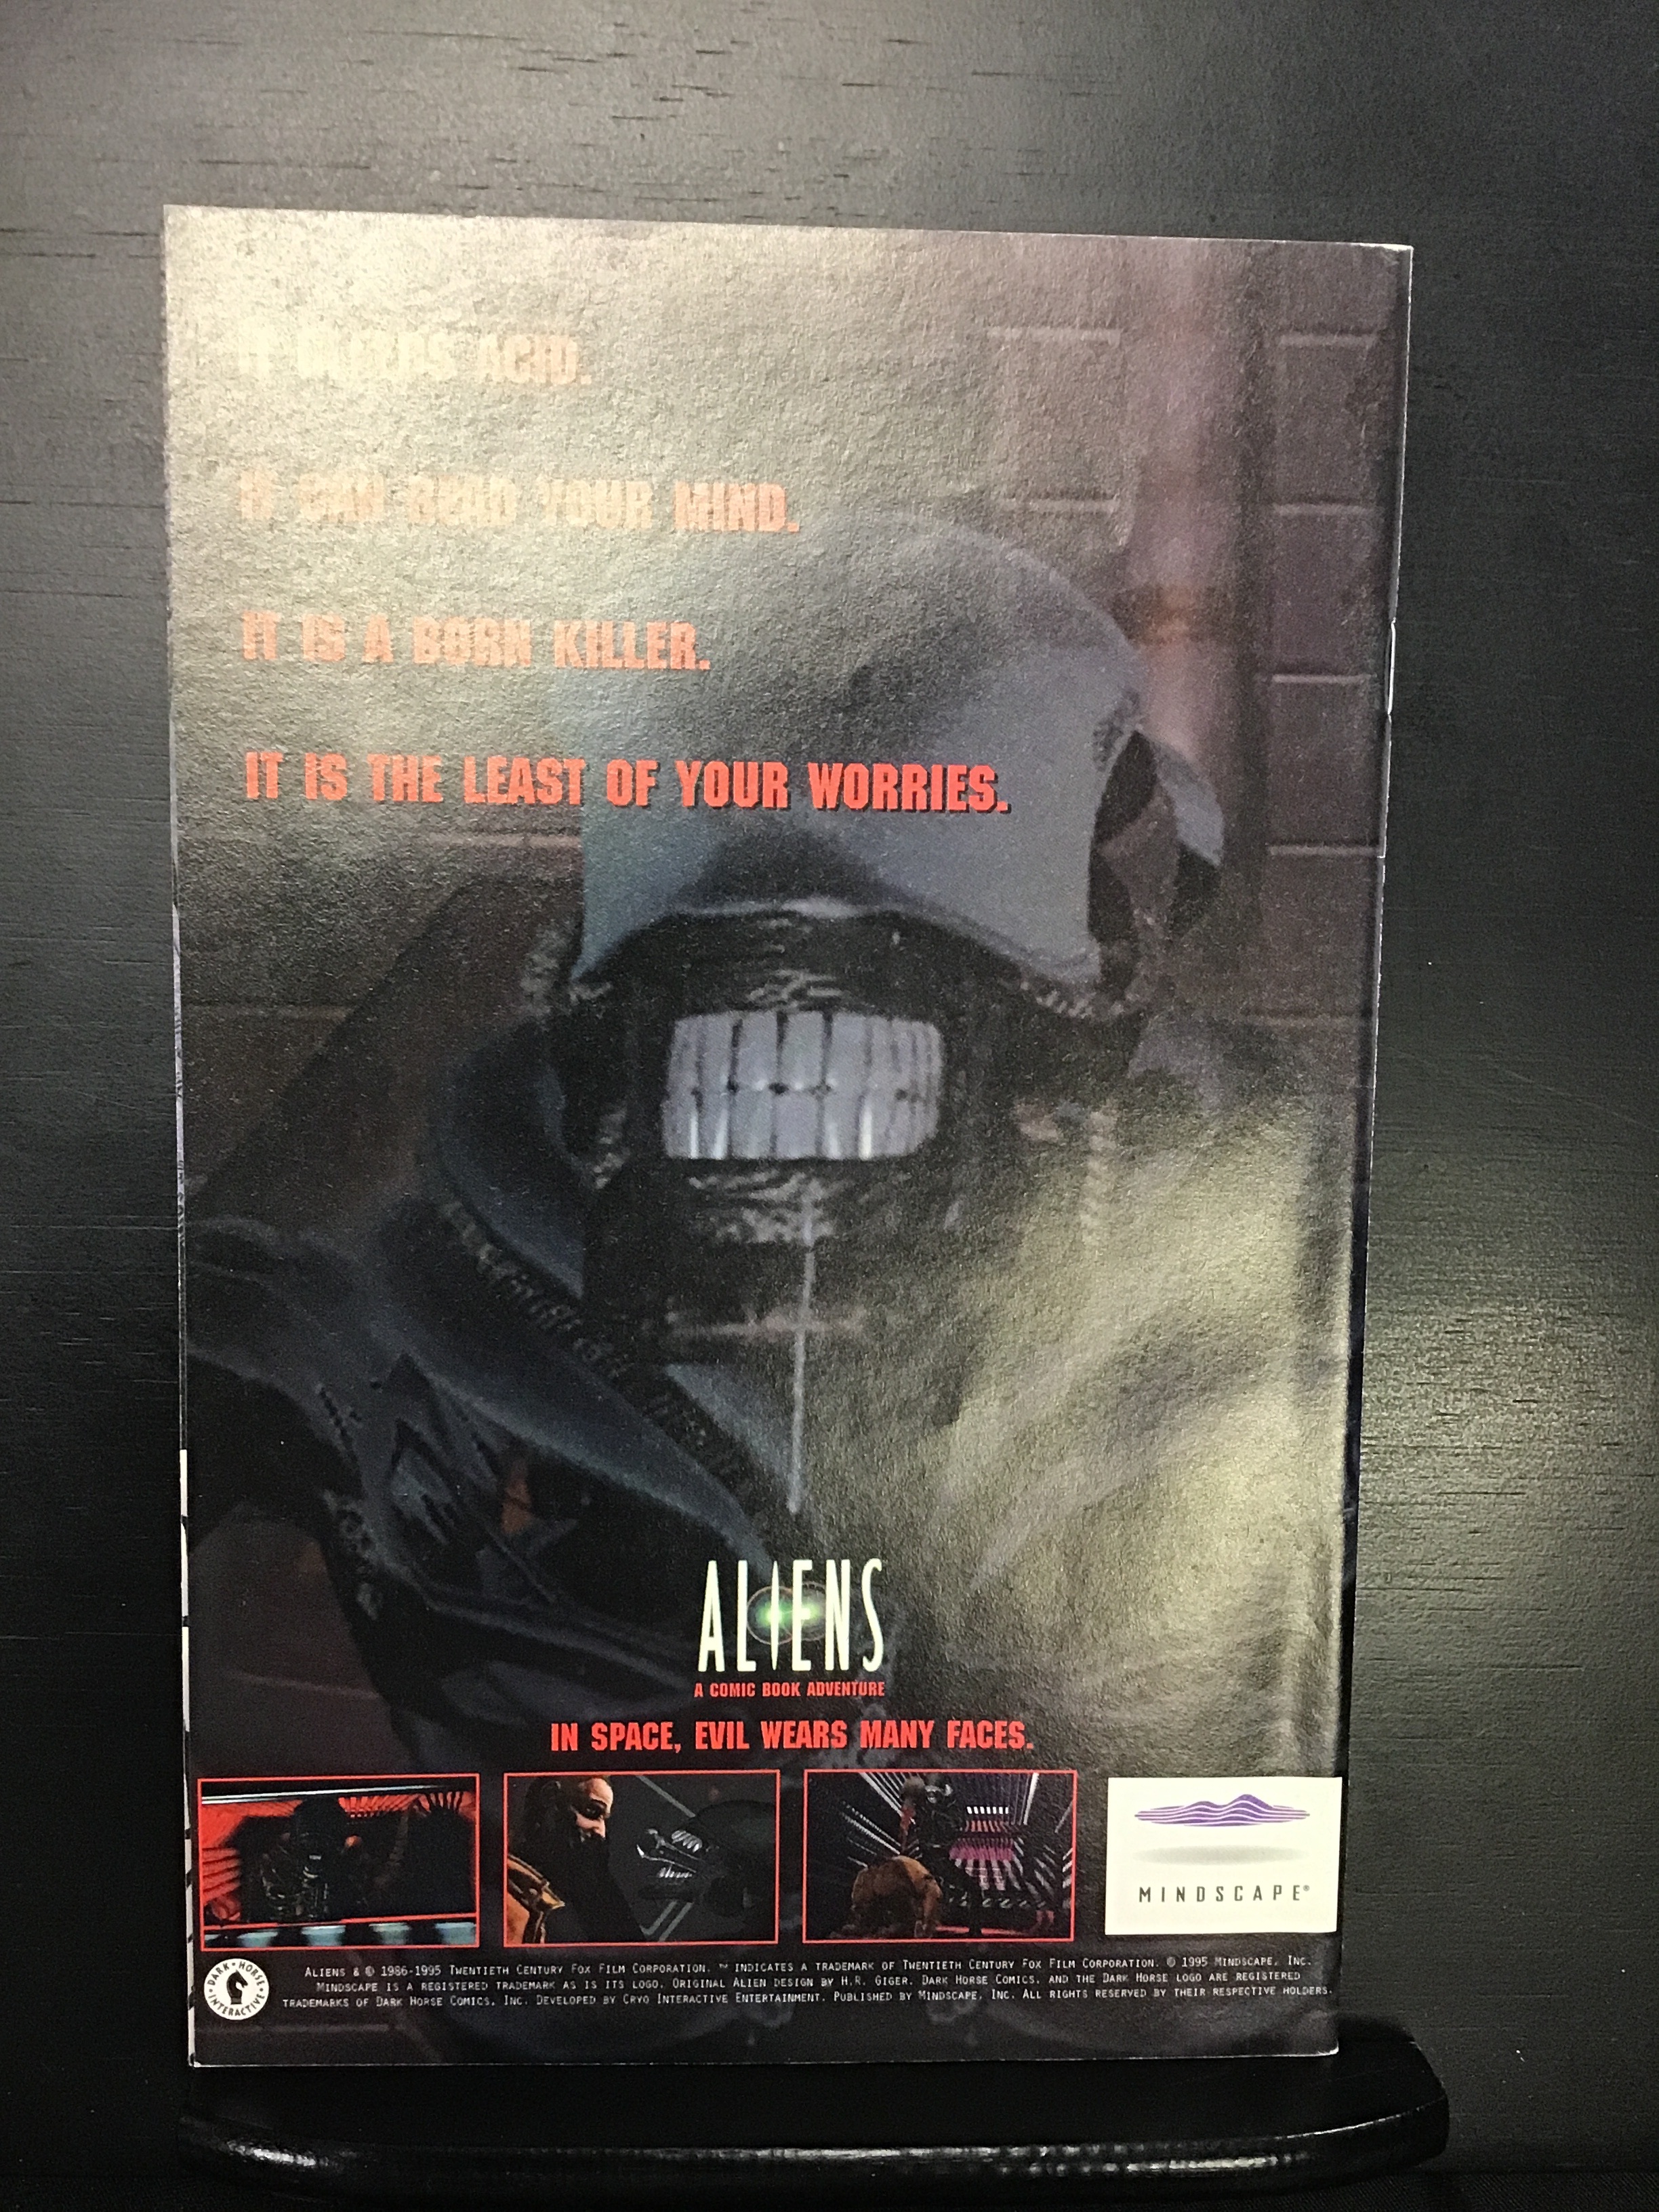 IT BLEEDS ACID.
IT CAN READ YOUR MIND.
IT IS A BORN KILLER.
IT IS THE LEAST OF YOUR WORRIES.
ALIENS
A COMIC BOOK ADVENTURE
IN SPACE, EVIL WEARS MANY FACES.
MINDSCAPE®
DARK HORSE INTERACTIVE
ALIENS & © 1986-1995 TWENTIETH CENTURY FOX FILM CORPORATION. ™ INDICATES A TRADEMARK OF TWENTIETH CENTURY FOX FILM CORPORATION. © 1995 MINDSCAPE, INC.
MINDSCAPE IS A REGISTERED TRADEMARK AS IS ITS LOGO. ORIGINAL ALIEN DESIGN BY H.R. GIGER. DARK HORSE COMICS, AND THE DARK HORSE LOGO ARE REGISTERED
TRADEMARKS OF DARK HORSE COMICS, INC. DEVELOPED BY CRYO INTERACTIVE ENTERTAINMENT. PUBLISHED BY MINDSCAPE, INC. ALL RIGHTS RESERVED BY THEIR RESPECTIVE HOLDERS.